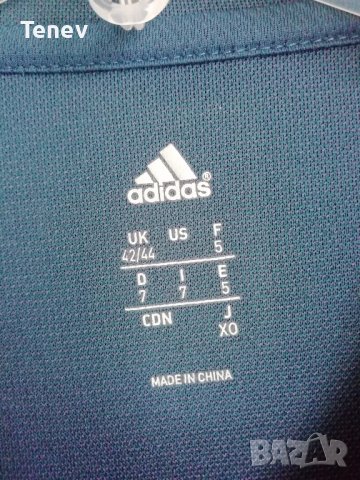 Tenev
adidas®
UK US F
42/44 5
D I E
7 7 5
CDN J
XO
MADE IN CHINA
BAZAR